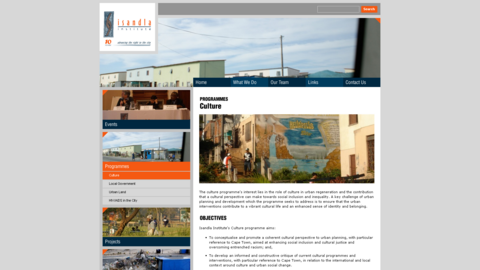 Search
isandla
institute
Home
What We Do
Our Team
Links
Contact Us
PROGRAMMES
Culture
Events
Programmes
Culture
Local Government
Urban Land
HIV/AIDS in the City
Projects
The culture programme's interest lies in the role of culture in urban regeneration and the contribution
that a cultural perspective can make towards social inclusion and inequality. A key challenge of urban
planning and development which the programme seeks to address is to ensure that the urban
interventions contribute to a vibrant cultural life and an enhanced sense of identity and belonging.
OBJECTIVES
Isandla Institute's Culture programme aims:
To conceptualise and promote a coherent cultural perspective to urban planning, with particular
reference to Cape Town, aimed at enhancing social inclusion and cultural justice and
overcoming entrenched racism; and,
To develop an informed and constructive critique of current cultural programmes and
interventions, with particular reference to Cape Town, in relation to the international and local
context around culture and urban social change.